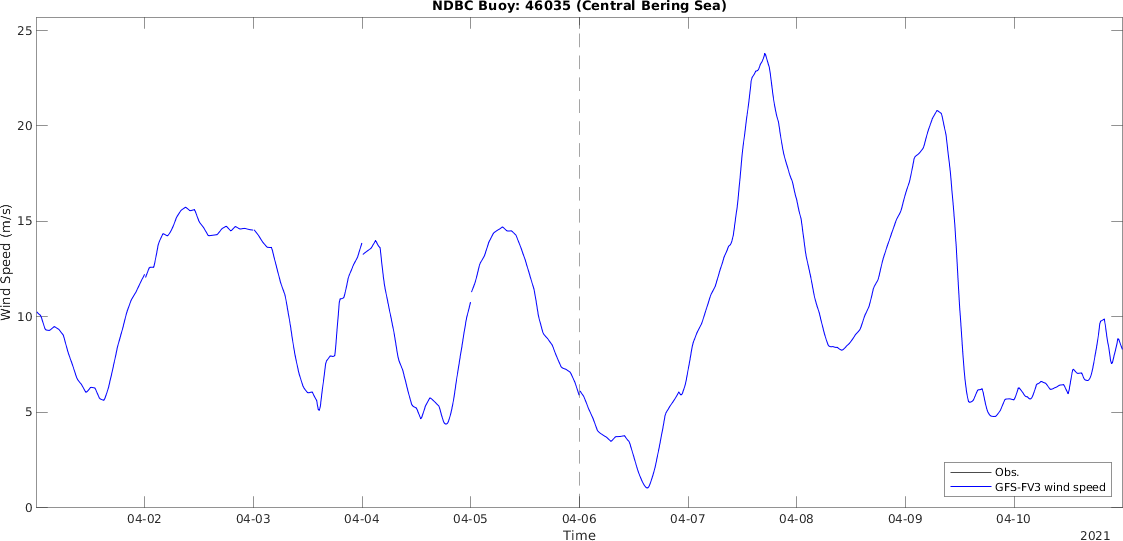 NDBC Buoy: 46035 (Central Bering Sea)
25
20
15
10
5
0
Wind Speed (m/s)
04-02 04-03 04-04 04-05 04-06 04-07 04-08 04-09 04-10
Time
2021
Obs.
GFS-FV3 wind speed